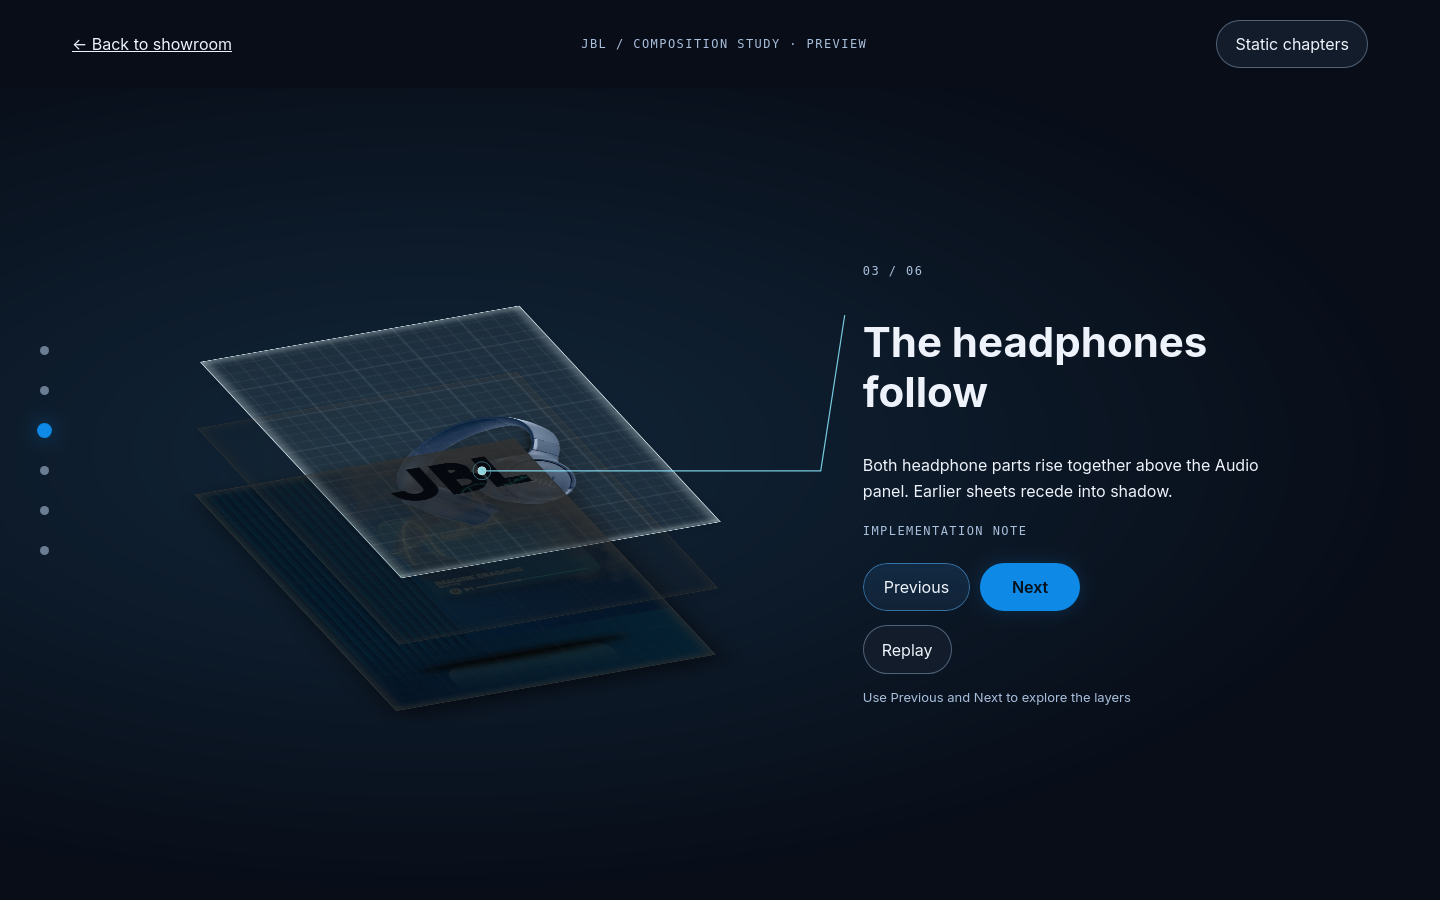 ← Back to showroom
JBL / COMPOSITION STUDY · PREVIEW
Static chapters
03 / 06
The headphones
follow
JBL
Both headphone parts rise together above the Audio
panel. Earlier sheets recede into shadow.
IMPLEMENTATION NOTE
IMAGINE DRAGONS
Previous
Next
Replay
Use Previous and Next to explore the layers